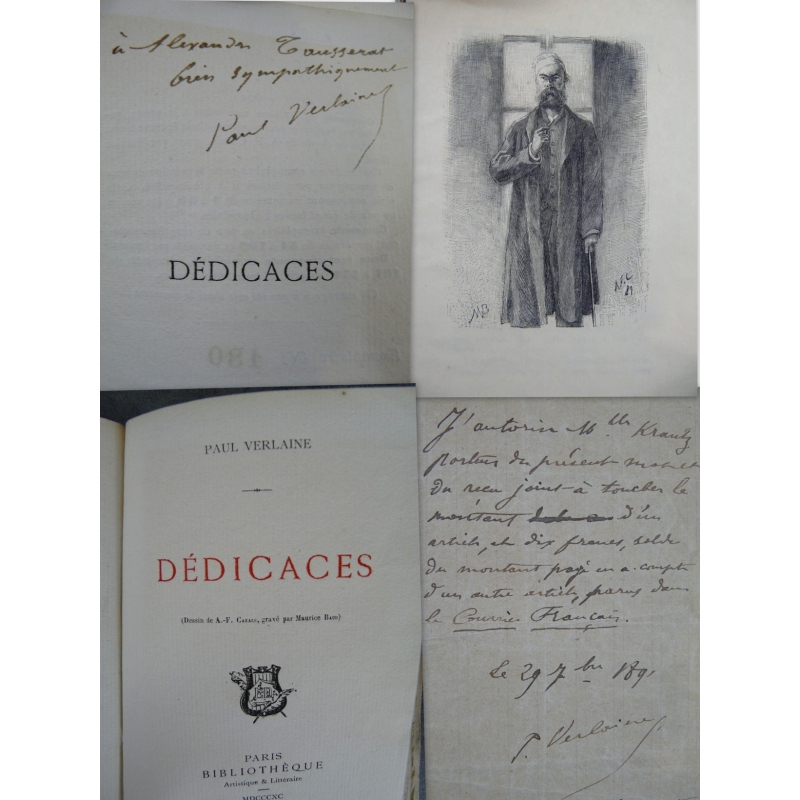 à Alexandre Tausserat
bien sympathiquement
Paul Verlaine
DÉDICACES
180
MB
PAUL VERLAINE
DÉDICACES
(Dessin de A.-F. Cazals, gravé par Maurice Baud)
PARIS
BIBLIOTHÈQUE
Artistique & Littéraire
MDCCCXC
J'autorise Mlle Krantz
porteur du présent mot et
du reçu joint à toucher le
montant d'un
article, et dix francs, solde
du montant payé en a-compte
d'un autre article, parus dans
le Courrier Français.
Le 29 7bre 1891
P. Verlaine